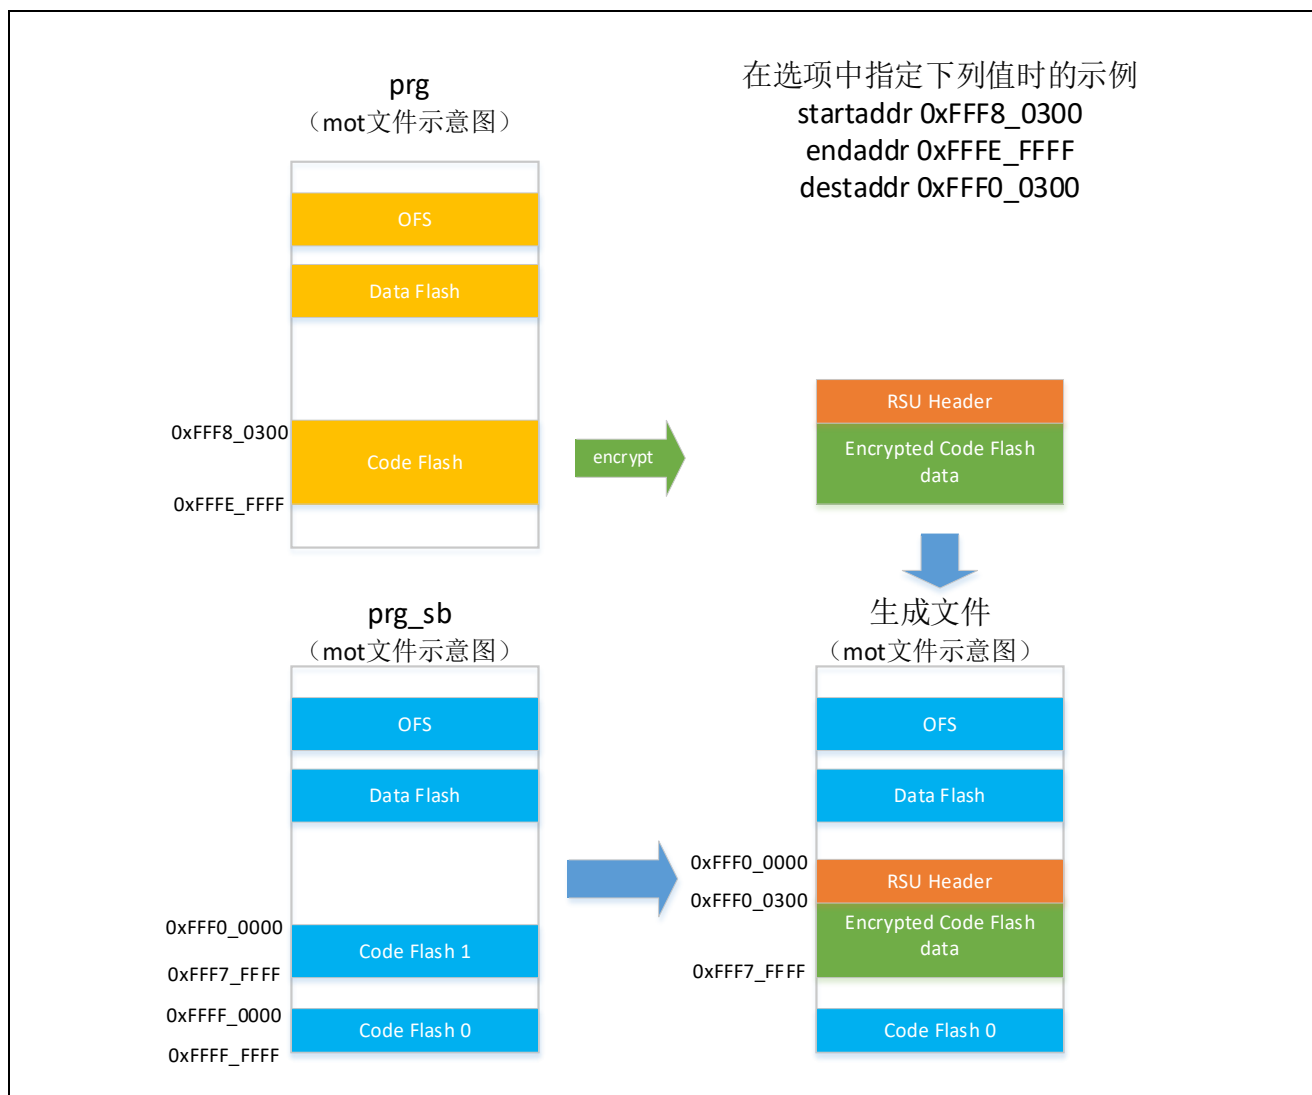 prg
（mot文件示意图）
在选项中指定下列值时的示例
startaddr 0xFFF8_0300
endaddr 0xFFFE_FFFF
destaddr 0xFFF0_0300
OFS
Data Flash
0xFFF8_0300
Code Flash
0xFFFE_FFFF
encrypt
RSU Header
Encrypted Code Flash
data
prg_sb
（mot文件示意图）
OFS
Data Flash
0xFFF0_0000
Code Flash 1
0xFFF7_FFFF
0xFFFF_0000
Code Flash 0
0xFFFF_FFFF
生成文件
（mot文件示意图）
OFS
Data Flash
0xFFF0_0000
RSU Header
0xFFF0_0300
Encrypted Code Flash
data
0xFFF7_FFFF
Code Flash 0